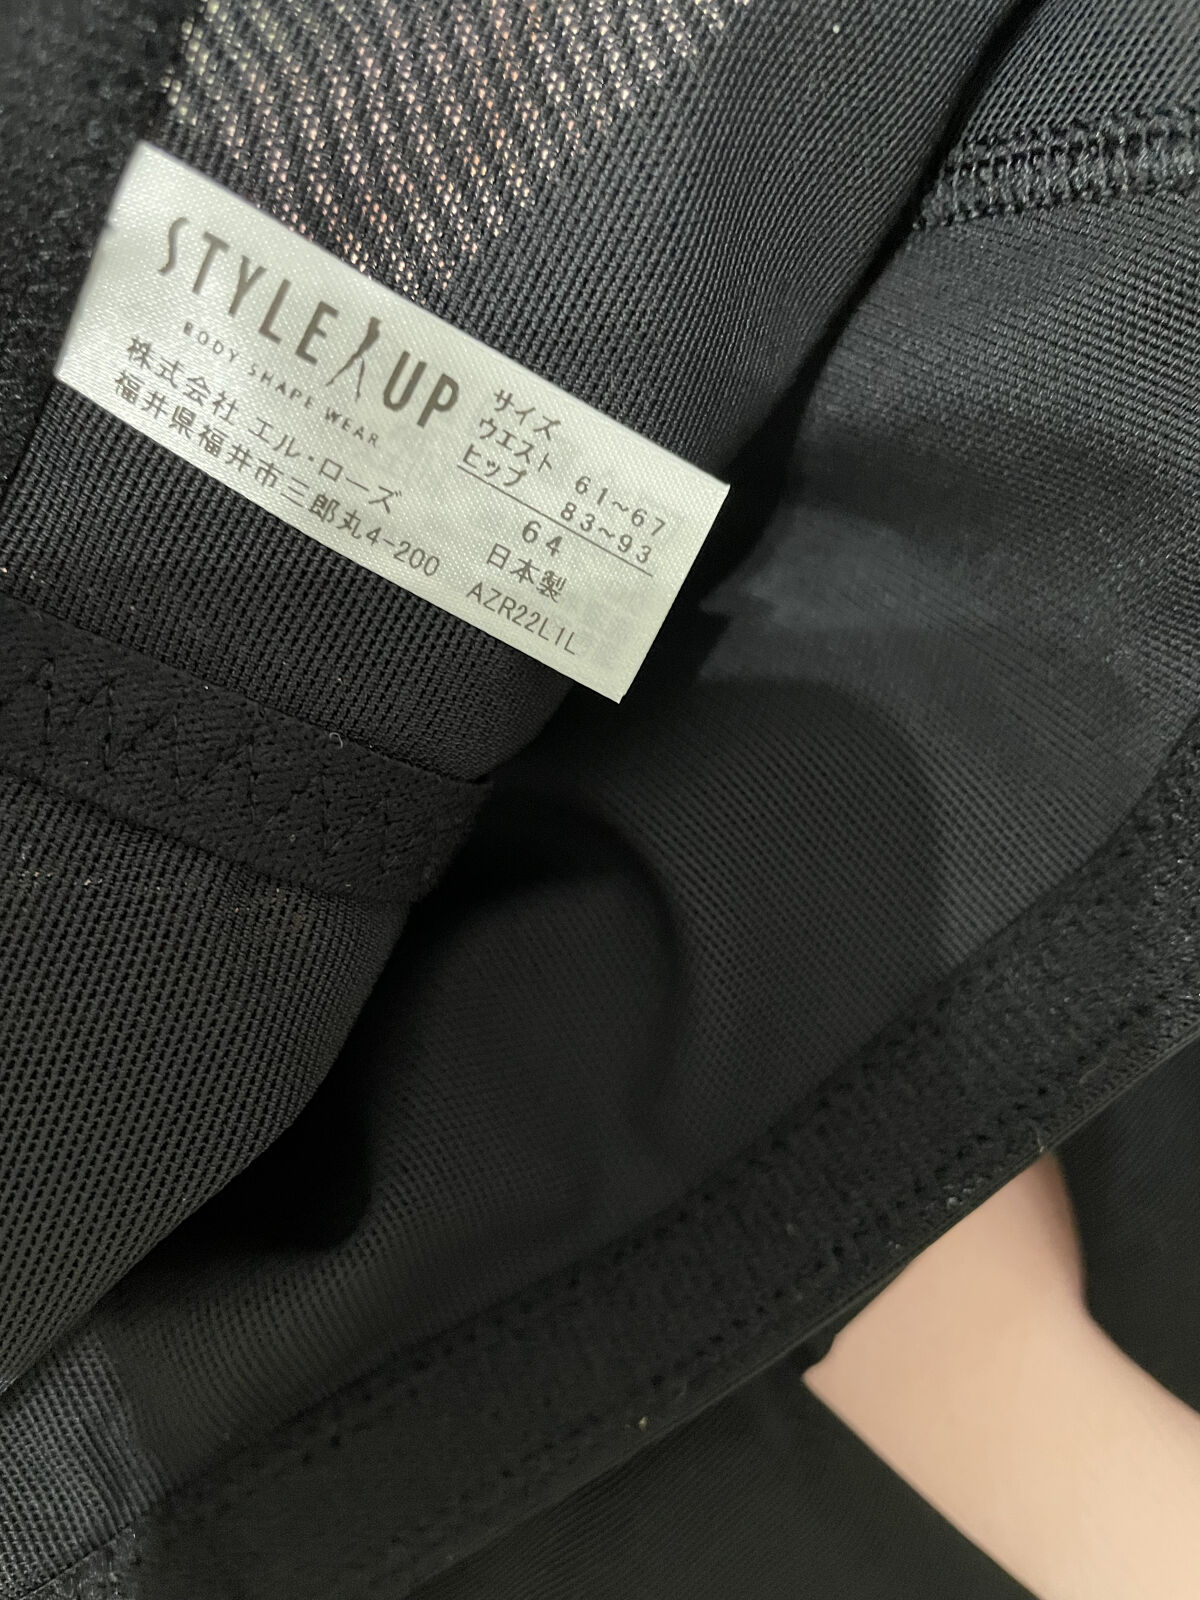 STYLE UP
BODY SHAPE WEAR
株式会社 エル・ローズ
福井県福井市三郎丸4-200
サイズ
ウエスト 61~67
ヒップ 83~93
64
日本製
AZR22L1L